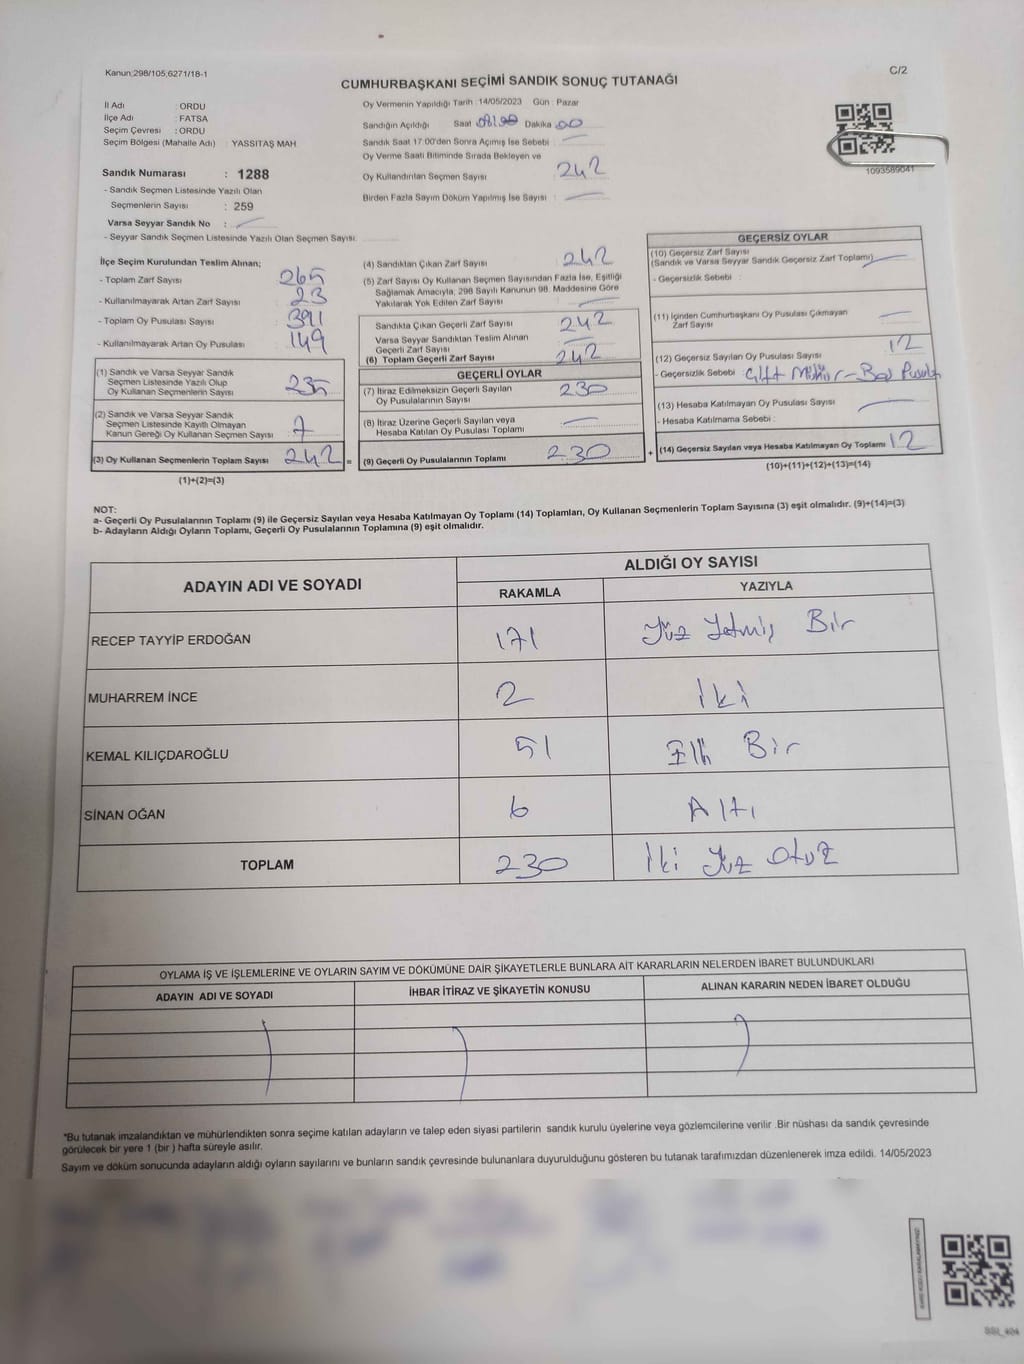 Kanun;298/105,6271/18-1
C/2
CUMHURBAŞKANI SEÇİMİ SANDIK SONUÇ TUTANAĞI
İl Adı : ORDU
İlçe Adı : FATSA
Seçim Çevresi : ORDU
Seçim Bölgesi (Mahalle Adı) : YASSITAŞ MAH
Oy Vermenin Yapıldığı Tarih :14/05/2023 Gün : Pazar
Sandığın Açıldığı Saat Dakika 00
Sandık Saat 17:00'den Sonra Açılmış İse Sebebi :
Oy Verme Saati Bitiminde Sırada Bekleyen ve
Oy Kullandırılan Seçmen Sayısı : 242
Birden Fazla Sayım Döküm Yapılmış İse Sayısı :
1093589041
Sandık Numarası : 1288
- Sandık Seçmen Listesinde Yazılı Olan
Seçmenlerin Sayısı : 259
Varsa Seyyar Sandık No :
- Seyyar Sandık Seçmen Listesinde Yazılı Olan Seçmen Sayısı
İlçe Seçim Kurulundan Teslim Alınan;
- Toplam Zarf Sayısı 265
- Kullanılmayarak Artan Zarf Sayısı 23
- Toplam Oy Pusulası Sayısı 391
- Kullanılmayarak Artan Oy Pusulası 149
(1) Sandık ve Varsa Seyyar Sandık
Seçmen Listesinde Yazılı Olup
Oy Kullanan Seçmenlerin Sayısı 235
(2) Sandık ve Varsa Seyyar Sandık
Seçmen Listesinde Kayıtlı Olmayan
Kanun Gereği Oy Kullanan Seçmen Sayısı 7
(3) Oy Kullanan Seçmenlerin Toplam Sayısı 242 =
(1)+(2)=(3)
(4) Sandıktan Çıkan Zarf Sayısı 242
(5) Zarf Sayısı Oy Kullanan Seçmen Sayısından Fazla İse, Eşitliği
Sağlamak Amacıyla, 298 Sayılı Kanunun 98. Maddesine Göre
Yakılarak Yok Edilen Zarf Sayısı
Sandıkta Çıkan Geçerli Zarf Sayısı 242
Varsa Seyyar Sandıktan Teslim Alınan
Geçerli Zarf Sayısı
(6) Toplam Geçerli Zarf Sayısı 242
GEÇERLİ OYLAR
(7) İtiraz Edilmeksizin Geçerli Sayılan
Oy Pusulalarının Sayısı 230
(8) İtiraz Üzerine Geçerli Sayılan veya
Hesaba Katılan Oy Pusulası Toplamı
(9) Geçerli Oy Pusulalarının Toplamı 230 +
GEÇERSİZ OYLAR
(10) Geçersiz Zarf Sayısı
(Sandık ve Varsa Seyyar Sandık Geçersiz Zarf Toplamı)
- Geçersizlik Sebebi :
(11) İçinden Cumhurbaşkanı Oy Pusulası Çıkmayan
Zarf Sayısı
(12) Geçersiz Sayılan Oy Pusulası Sayısı 12
- Geçersizlik Sebebi Çift Mühür - Boş Pusula
(13) Hesaba Katılmayan Oy Pusulası Sayısı
- Hesaba Katılmama Sebebi :
(14) Geçersiz Sayılan veya Hesaba Katılmayan Oy Toplamı 12
(10)+(11)+(12)+(13)=(14)
NOT:
a- Geçerli Oy Pusulalarının Toplamı (9) ile Geçersiz Sayılan veya Hesaba Katılmayan Oy Toplamı (14) Toplamları, Oy Kullanan Seçmenlerin Toplam Sayısına (3) eşit olmalıdır. (9)+(14)=(3)
b- Adayların Aldığı Oyların Toplamı, Geçerli Oy Pusulalarının Toplamına (9) eşit olmalıdır.
ADAYIN ADI VE SOYADI
ALDIĞI OY SAYISI
RAKAMLA YAZIYLA
RECEP TAYYİP ERDOĞAN 171 Yüz Yetmiş Bir
MUHARREM İNCE 2 İki
KEMAL KILIÇDAROĞLU 51 Elli Bir
SİNAN OĞAN 6 Altı
TOPLAM 230 İki Yüz Otuz
OYLAMA İŞ VE İŞLEMLERİNE VE OYLARIN SAYIM VE DÖKÜMÜNE DAİR ŞİKAYETLERLE BUNLARA AİT KARARLARIN NELERDEN İBARET BULUNDUKLARI
ADAYIN ADI VE SOYADI İHBAR İTİRAZ VE ŞİKAYETİN KONUSU ALINAN KARARIN NEDEN İBARET OLDUĞU
*Bu tutanak imzalandıktan ve mühürlendikten sonra seçime katılan adayların ve talep eden siyasi partilerin sandık kurulu üyelerine veya gözlemcilerine verilir .Bir nüshası da sandık çevresinde
görülecek bir yere 1 (bir ) hafta süreyle asılır.
Sayım ve döküm sonucunda adayların aldığı oyların sayılarını ve bunların sandık çevresinde bulunanlara duyurulduğunu gösteren bu tutanak tarafımızdan düzenlenerek imza edildi. 14/05/2023